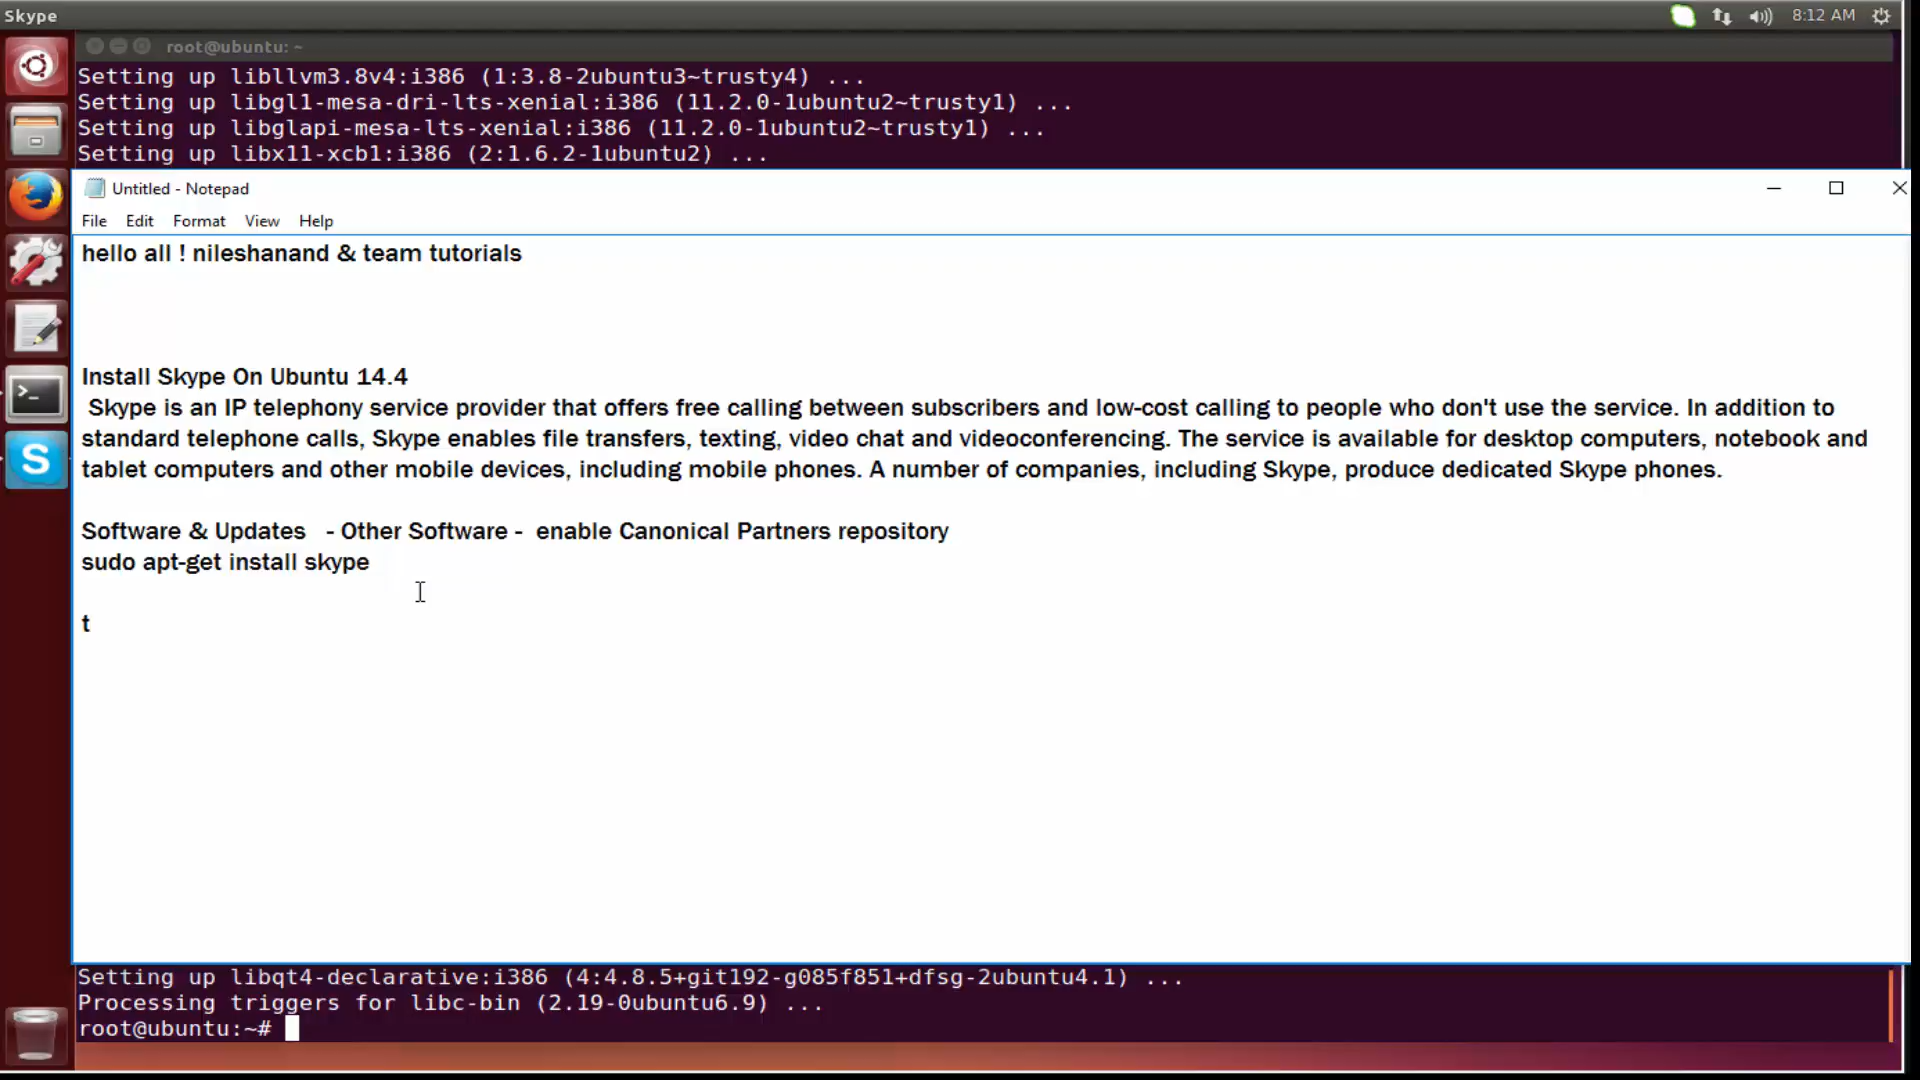 Skype
8:12 AM
root@ubuntu: ~
Setting up libllvm3.8v4:i386 (1:3.8-2ubuntu3~trusty4) ...
Setting up libgl1-mesa-dri-lts-xenial:i386 (11.2.0-1ubuntu2~trusty1) ...
Setting up libglapi-mesa-lts-xenial:i386 (11.2.0-1ubuntu2~trusty1) ...
Setting up libx11-xcb1:i386 (2:1.6.2-1ubuntu2) ...
Untitled - Notepad
File Edit Format View Help
hello all ! nileshanand & team tutorials
Install Skype On Ubuntu 14.4
Skype is an IP telephony service provider that offers free calling between subscribers and low-cost calling to people who don't use the service. In addition to
standard telephone calls, Skype enables file transfers, texting, video chat and videoconferencing. The service is available for desktop computers, notebook and
tablet computers and other mobile devices, including mobile phones. A number of companies, including Skype, produce dedicated Skype phones.
Software & Updates - Other Software - enable Canonical Partners repository
sudo apt-get install skype
t
Setting up libqt4-declarative:i386 (4:4.8.5+git192-g085f851+dfsg-2ubuntu4.1) ...
Processing triggers for libc-bin (2.19-0ubuntu6.9) ...
root@ubuntu:~#